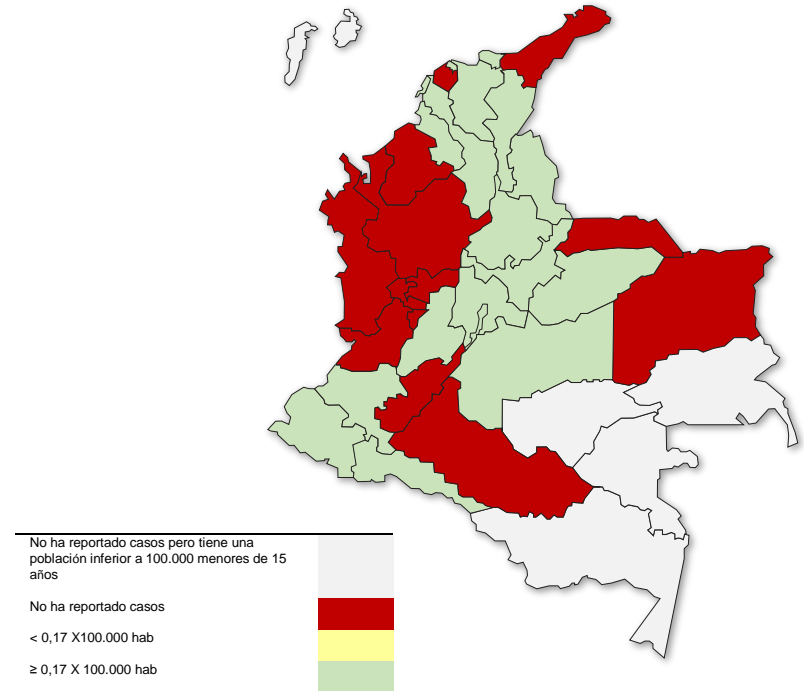 No ha reportado casos pero tiene una
población inferior a 100.000 menores de 15
años
No ha reportado casos
< 0,17 X100.000 hab
≥ 0,17 X 100.000 hab